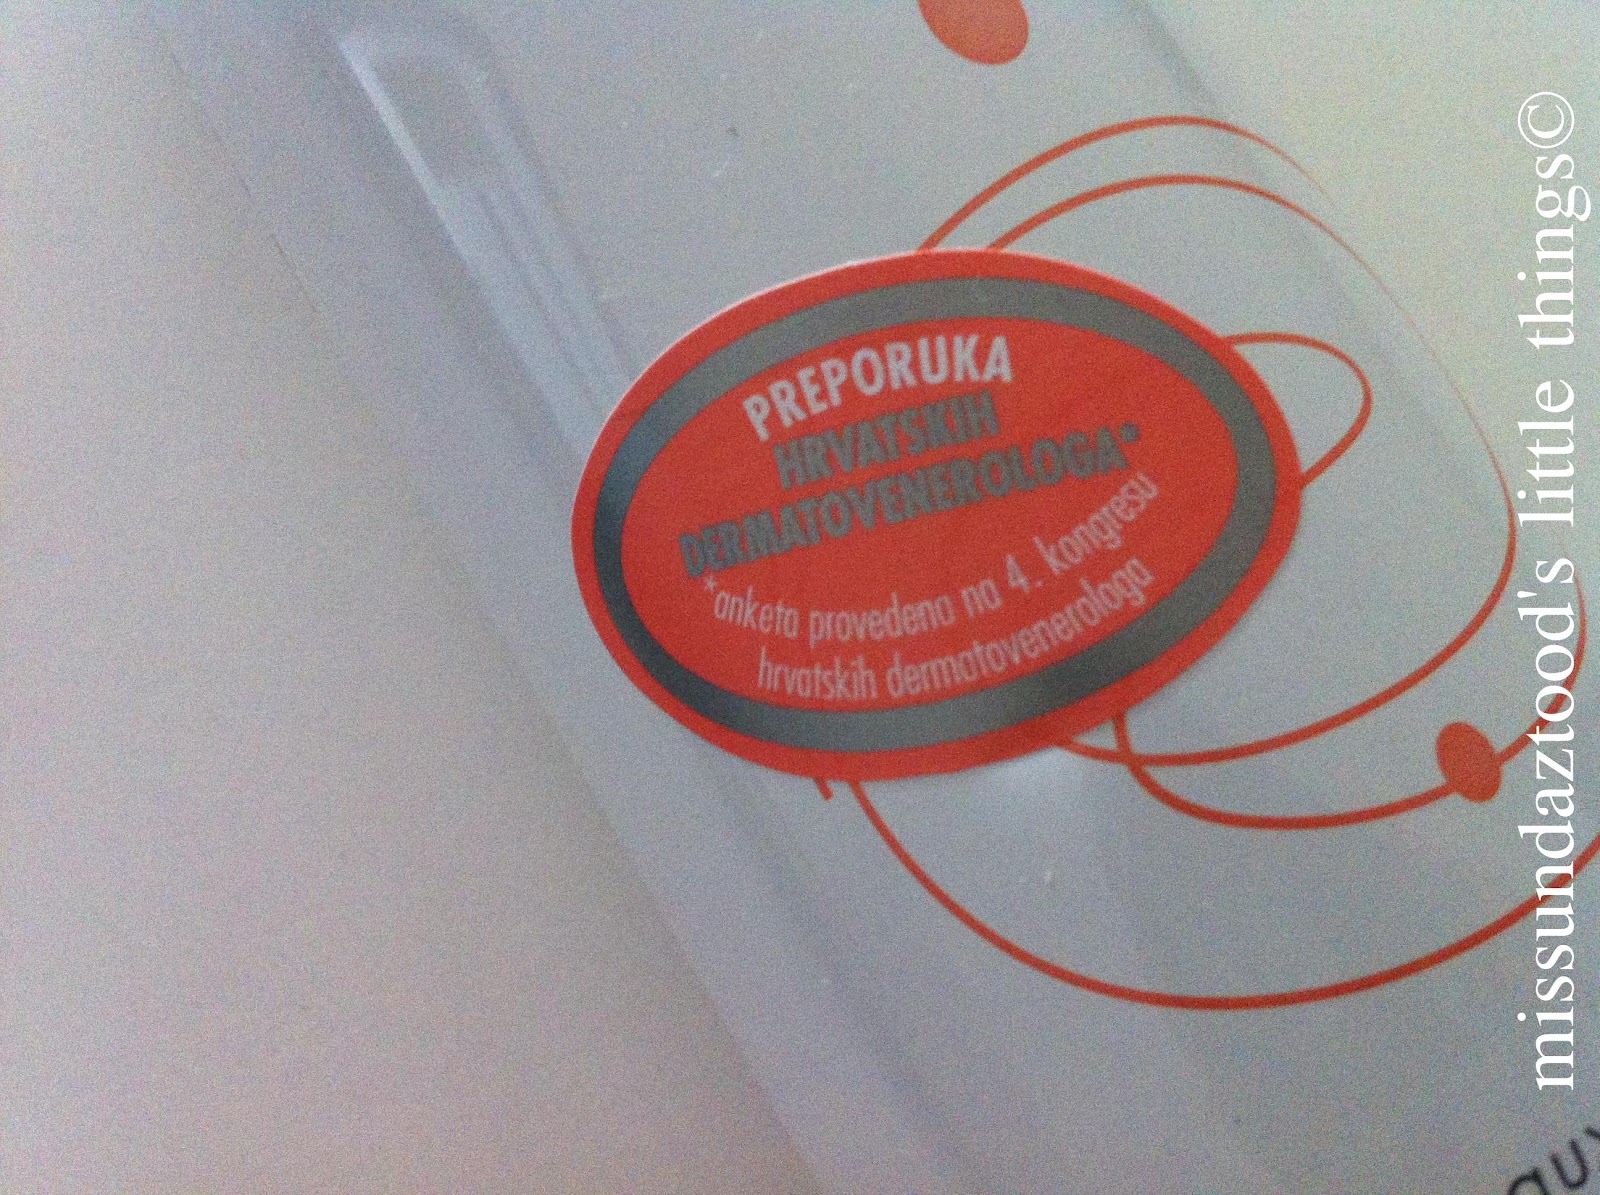 PREPORUKA
HRVATSKIH
DERMATOVENEROLOGA*
*anketa provedena na 4. kongresu
hrvatskih dermatovenerologa
missundaztood's little things©